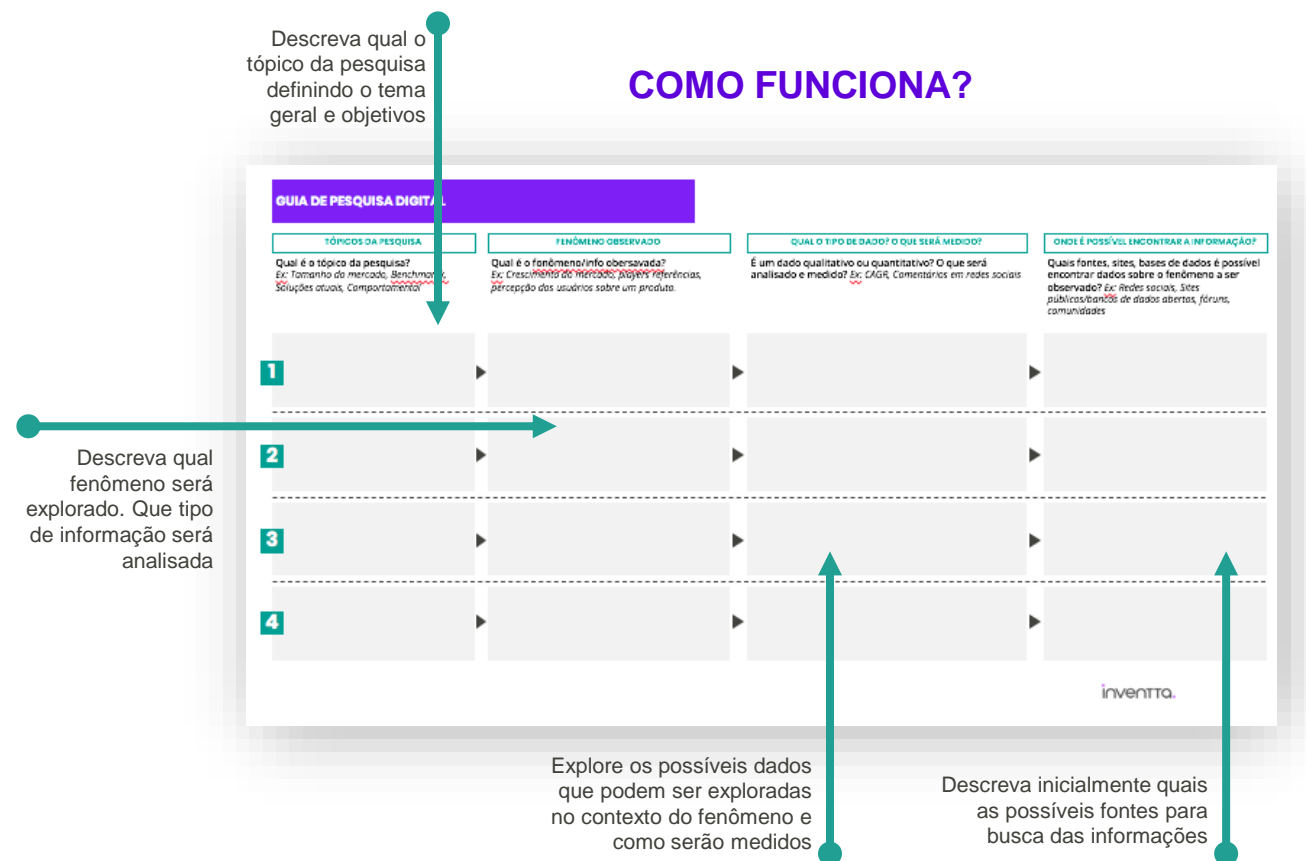 Descreva qual o
tópico da pesquisa
definindo o tema
geral e objetivos
COMO FUNCIONA?
GUIA DE PESQUISA DIGITAL
TÓPICOS DA PESQUISA
Qual é o tópico da pesquisa?
Ex: Tamanho do mercado, Benchmark,
Soluções atuais, Comportamental
FENÔMENO OBSERVADO
Qual é o fonômeno/info obersavada?
Ex: Crescimento do mercado, players referências,
percepção dos usuários sobre um produto.
QUAL O TIPO DE DADO? O QUE SERÁ MEDIDO?
É um dado qualitativo ou quantitativo? O que será
analisado e medido? Ex: CAGR, Comentários em redes sociais
ONDE É POSSÍVEL ENCONTRAR A INFORMAÇÃO?
Quais fontes, sites, bases de dados é possível
encontrar dados sobre o fenômeno a ser
observado? Ex: Redes sociais, Sites
públicos/bancos de dados abertos, fóruns,
comunidades
1
2
3
4
Descreva qual
fenômeno será
explorado. Que tipo
de informação será
analisada
inventta.
Explore os possíveis dados
que podem ser exploradas
no contexto do fenômeno e
como serão medidos
Descreva inicialmente quais
as possíveis fontes para
busca das informações